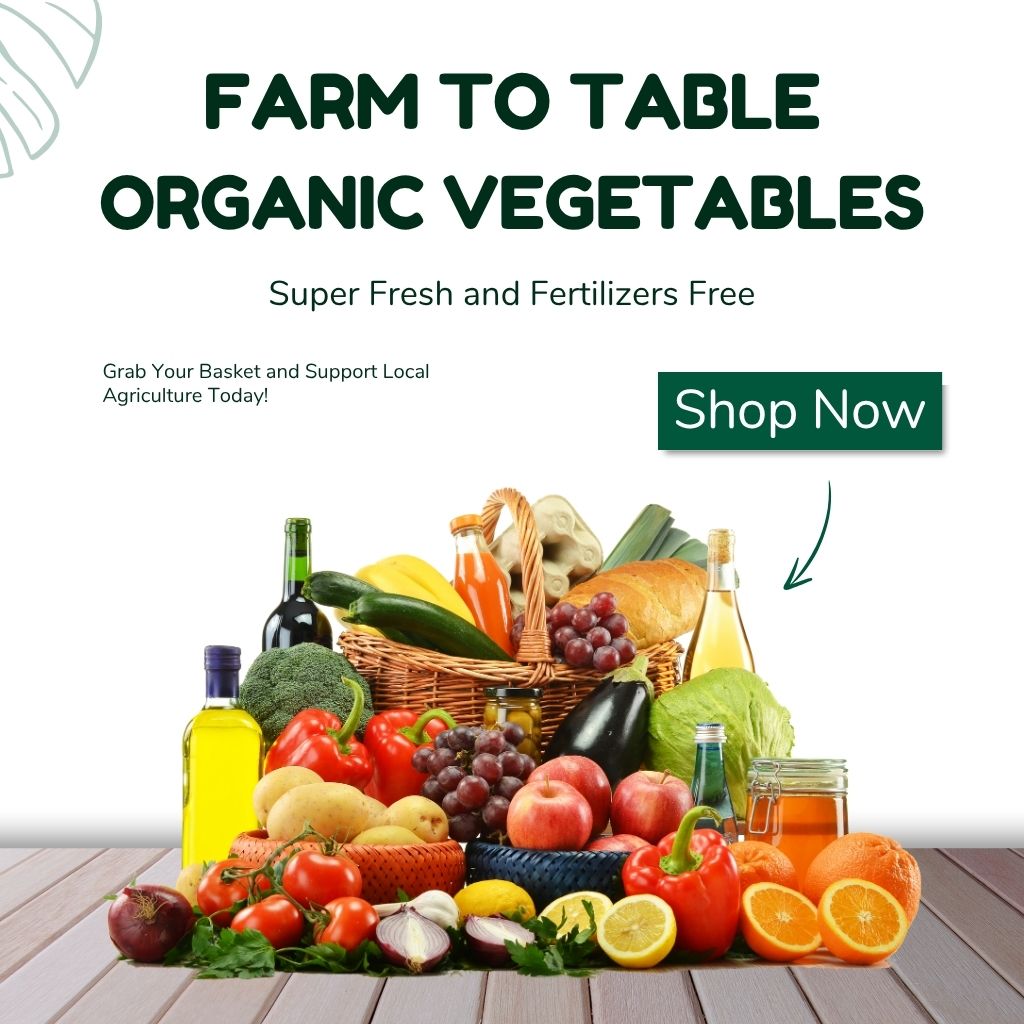 FARM TO TABLE
ORGANIC VEGETABLES
Super Fresh and Fertilizers Free
Grab Your Basket and Support Local
Agriculture Today!
Shop Now